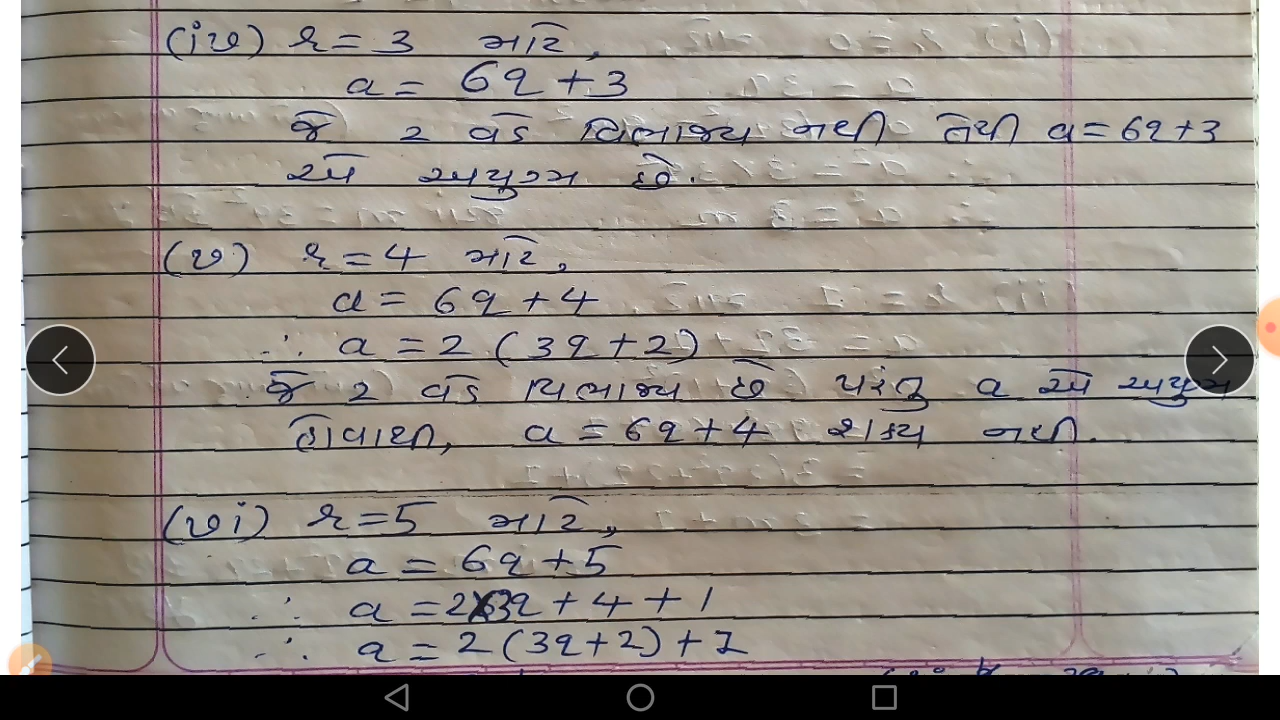 (iv) r = 3 માટે,
a = 6q + 3
જે 2 વડે વિભાજ્ય નથી તેથી a = 6q + 3
એ અયુગ્મ છે.
(v) r = 4 માટે,
a = 6q + 4
∴ a = 2 (3q + 2)
જે 2 વડે વિભાજ્ય છે પરંતુ a એ અયુગ્મ
હોવાથી, a = 6q + 4 શક્ય નથી.
(vi) r = 5 માટે,
a = 6q + 5
∴ a = 2×3q + 4 + 1
∴ a = 2 (3q + 2) + 1